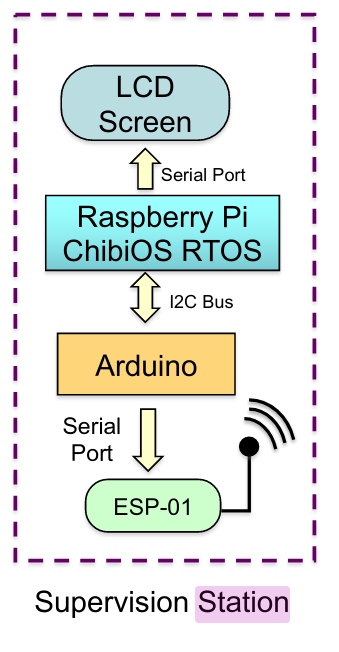 LCD
Screen
Serial Port
Raspberry Pi
ChibiOS RTOS
I2C Bus
Arduino
Serial
Port
ESP-01
Supervision Station